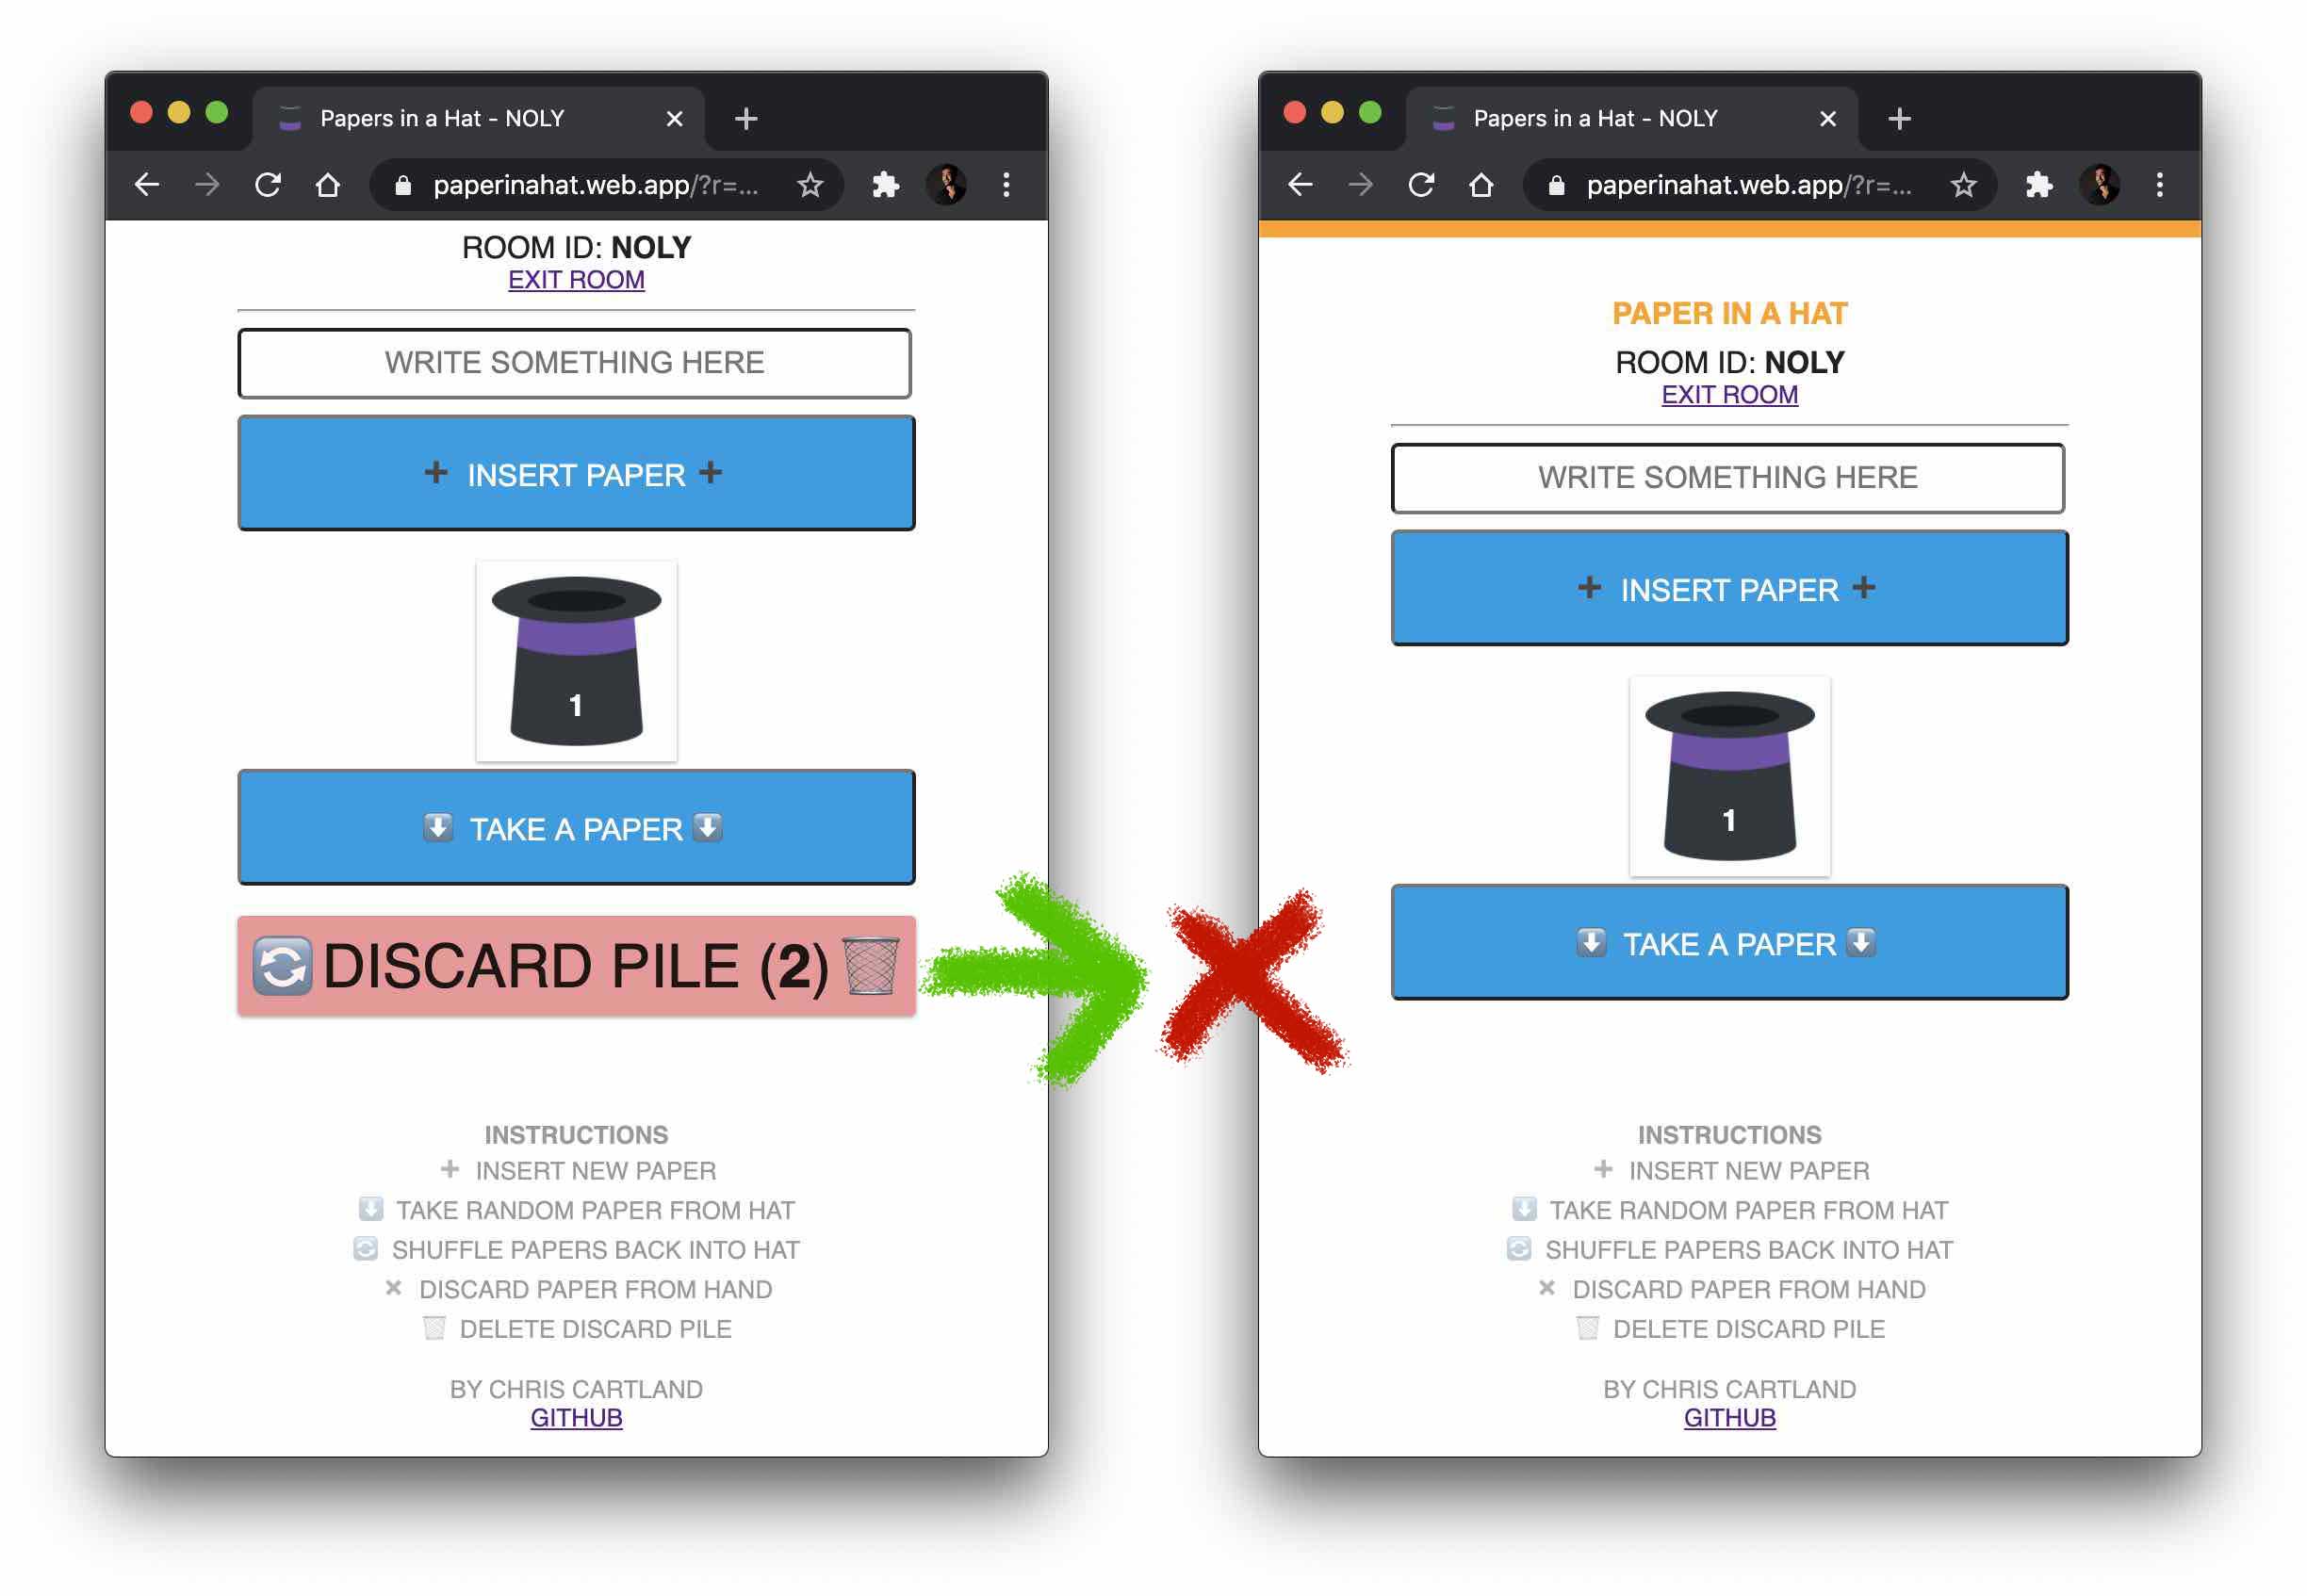 Papers in a Hat - NOLY
paperinahat.web.app/?r=...
ROOM ID: NOLY
EXIT ROOM
WRITE SOMETHING HERE
INSERT PAPER
1
TAKE A PAPER
DISCARD PILE (2)
INSTRUCTIONS
INSERT NEW PAPER
TAKE RANDOM PAPER FROM HAT
SHUFFLE PAPERS BACK INTO HAT
DISCARD PAPER FROM HAND
DELETE DISCARD PILE
BY CHRIS CARTLAND
GITHUB
Papers in a Hat - NOLY
paperinahat.web.app/?r=...
PAPER IN A HAT
ROOM ID: NOLY
EXIT ROOM
WRITE SOMETHING HERE
INSERT PAPER
1
TAKE A PAPER
INSTRUCTIONS
INSERT NEW PAPER
TAKE RANDOM PAPER FROM HAT
SHUFFLE PAPERS BACK INTO HAT
DISCARD PAPER FROM HAND
DELETE DISCARD PILE
BY CHRIS CARTLAND
GITHUB